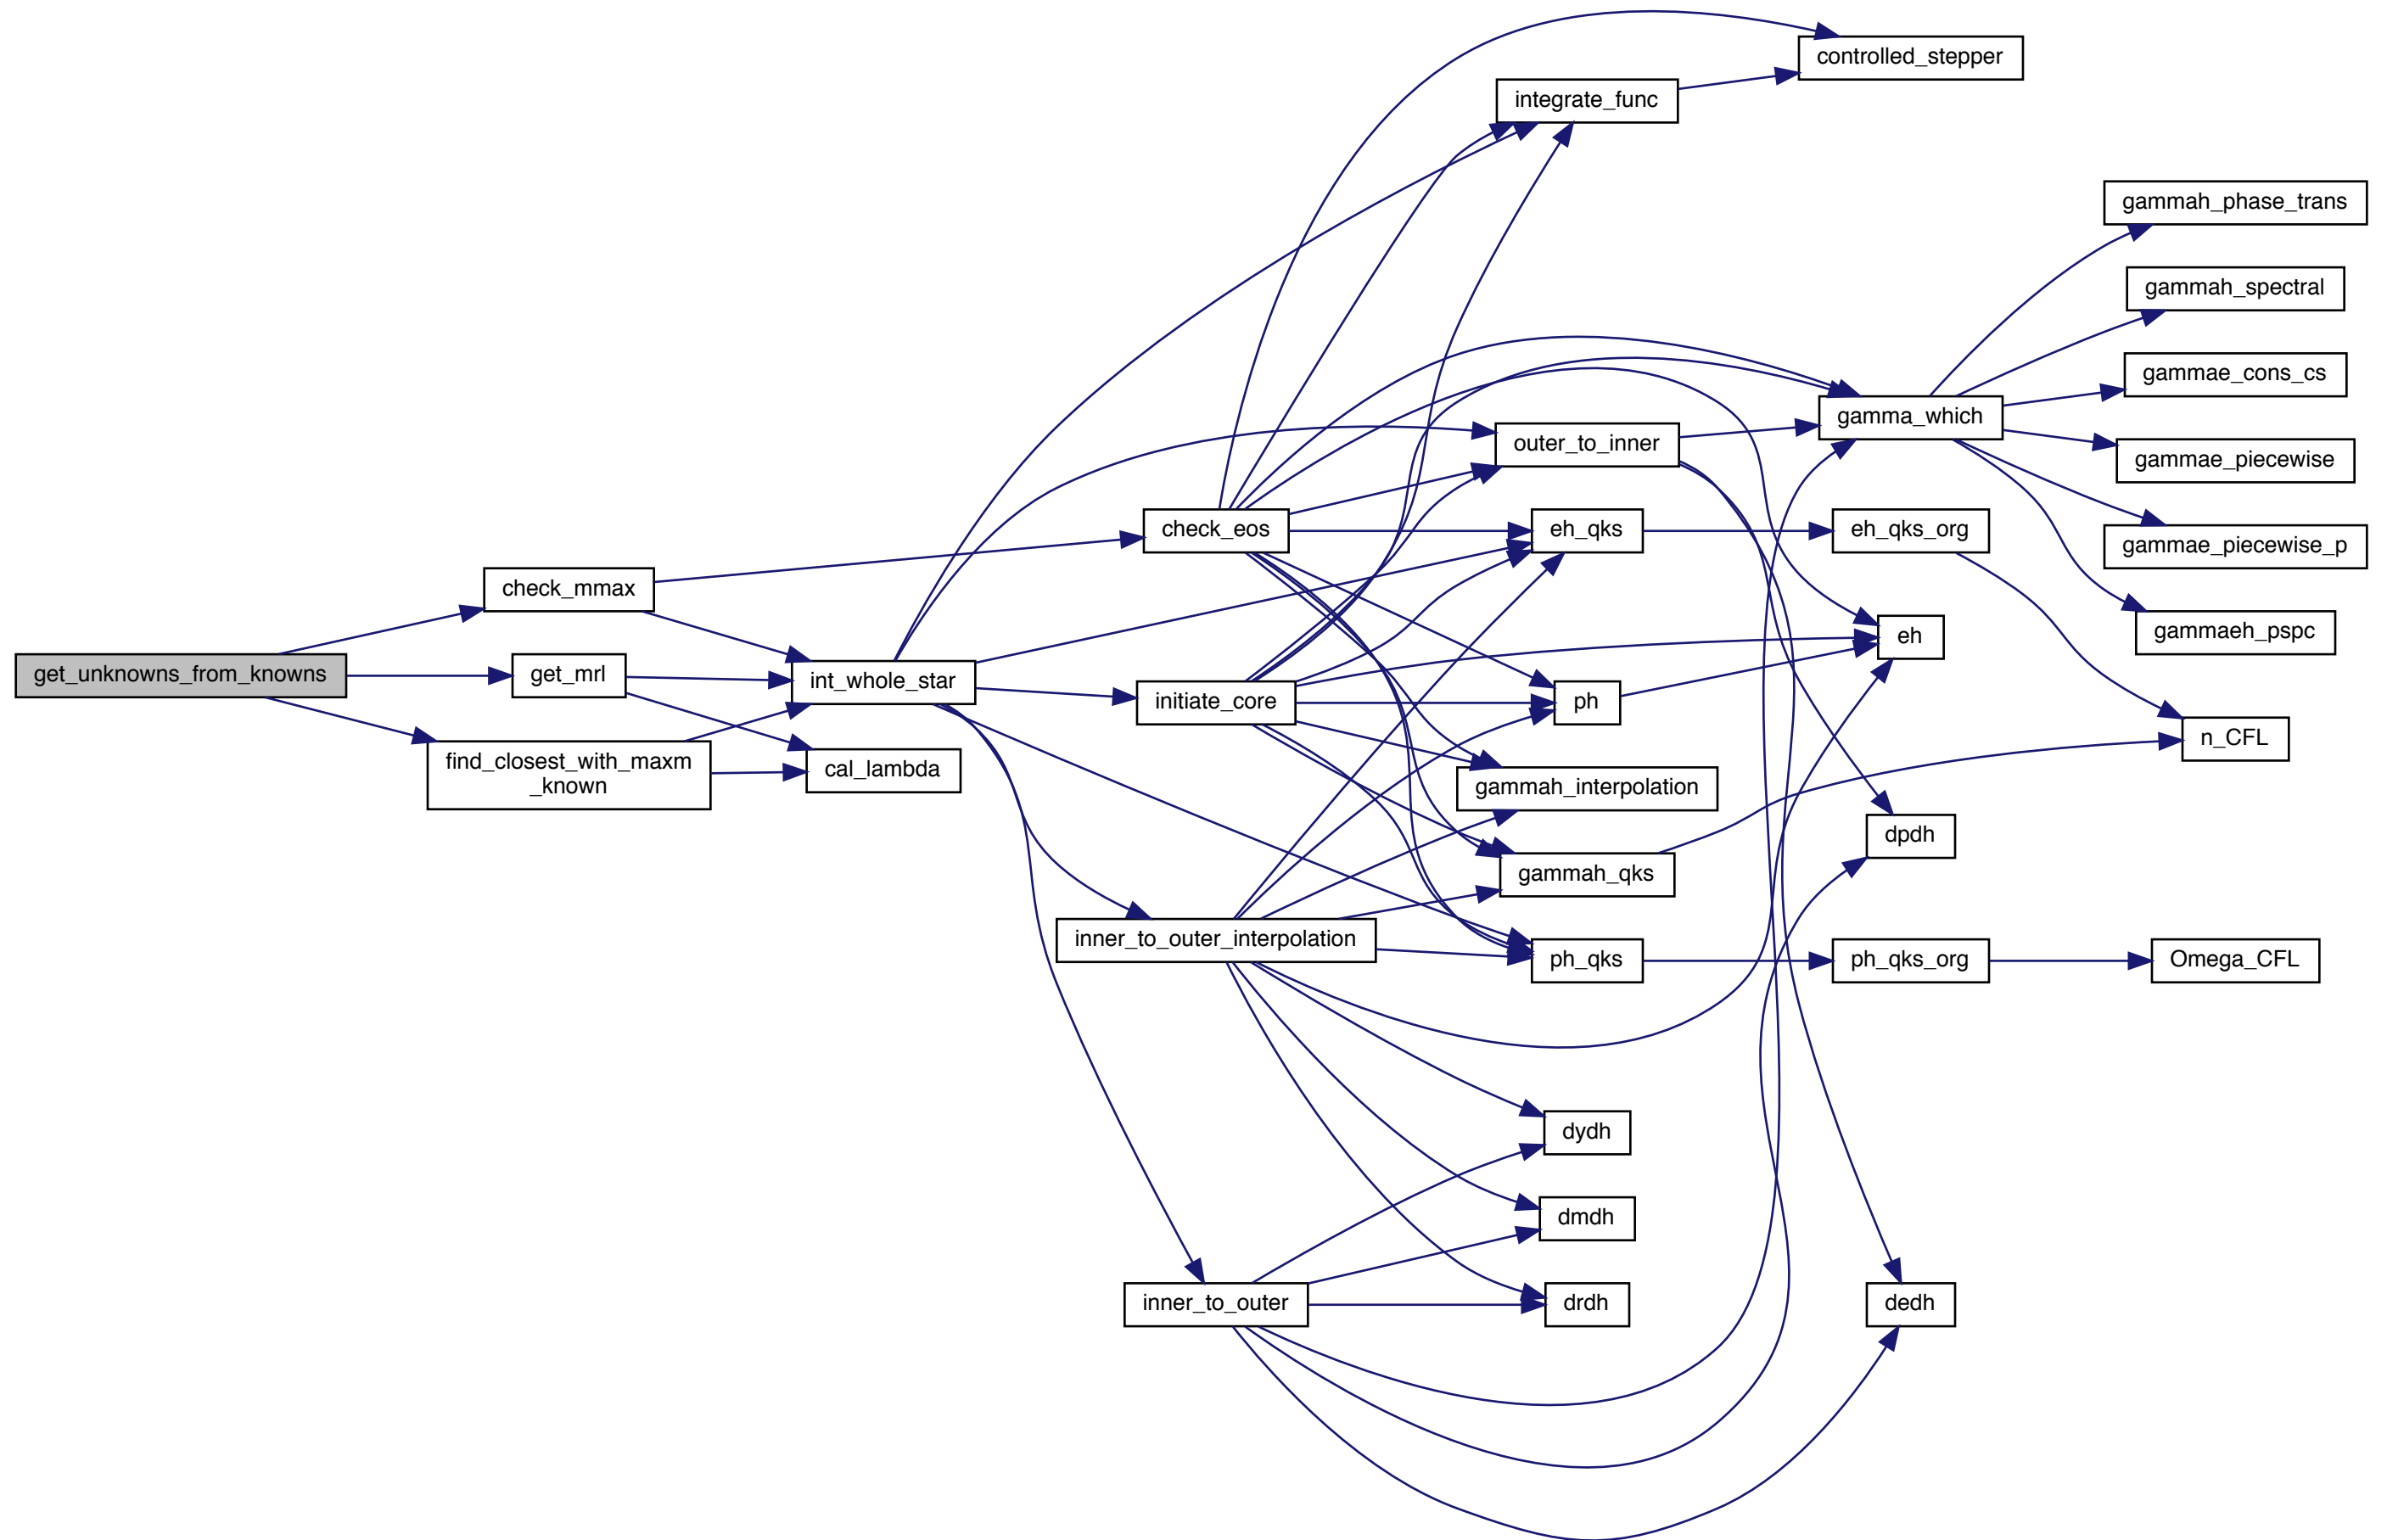 controlled_stepper
integrate_func
gammah_phase_trans
gammah_spectral
gammae_cons_cs
gamma_which
outer_to_inner
gammae_piecewise
check_eos
eh_qks
eh_qks_org
gammae_piecewise_p
check_mmax
gammaeh_pspc
eh
get_unknowns_from_knowns
get_mrl
int_whole_star
initiate_core
ph
n_CFL
find_closest_with_maxm
_known
cal_lambda
gammah_interpolation
dpdh
gammah_qks
inner_to_outer_interpolation
ph_qks
ph_qks_org
Omega_CFL
dydh
dmdh
inner_to_outer
drdh
dedh